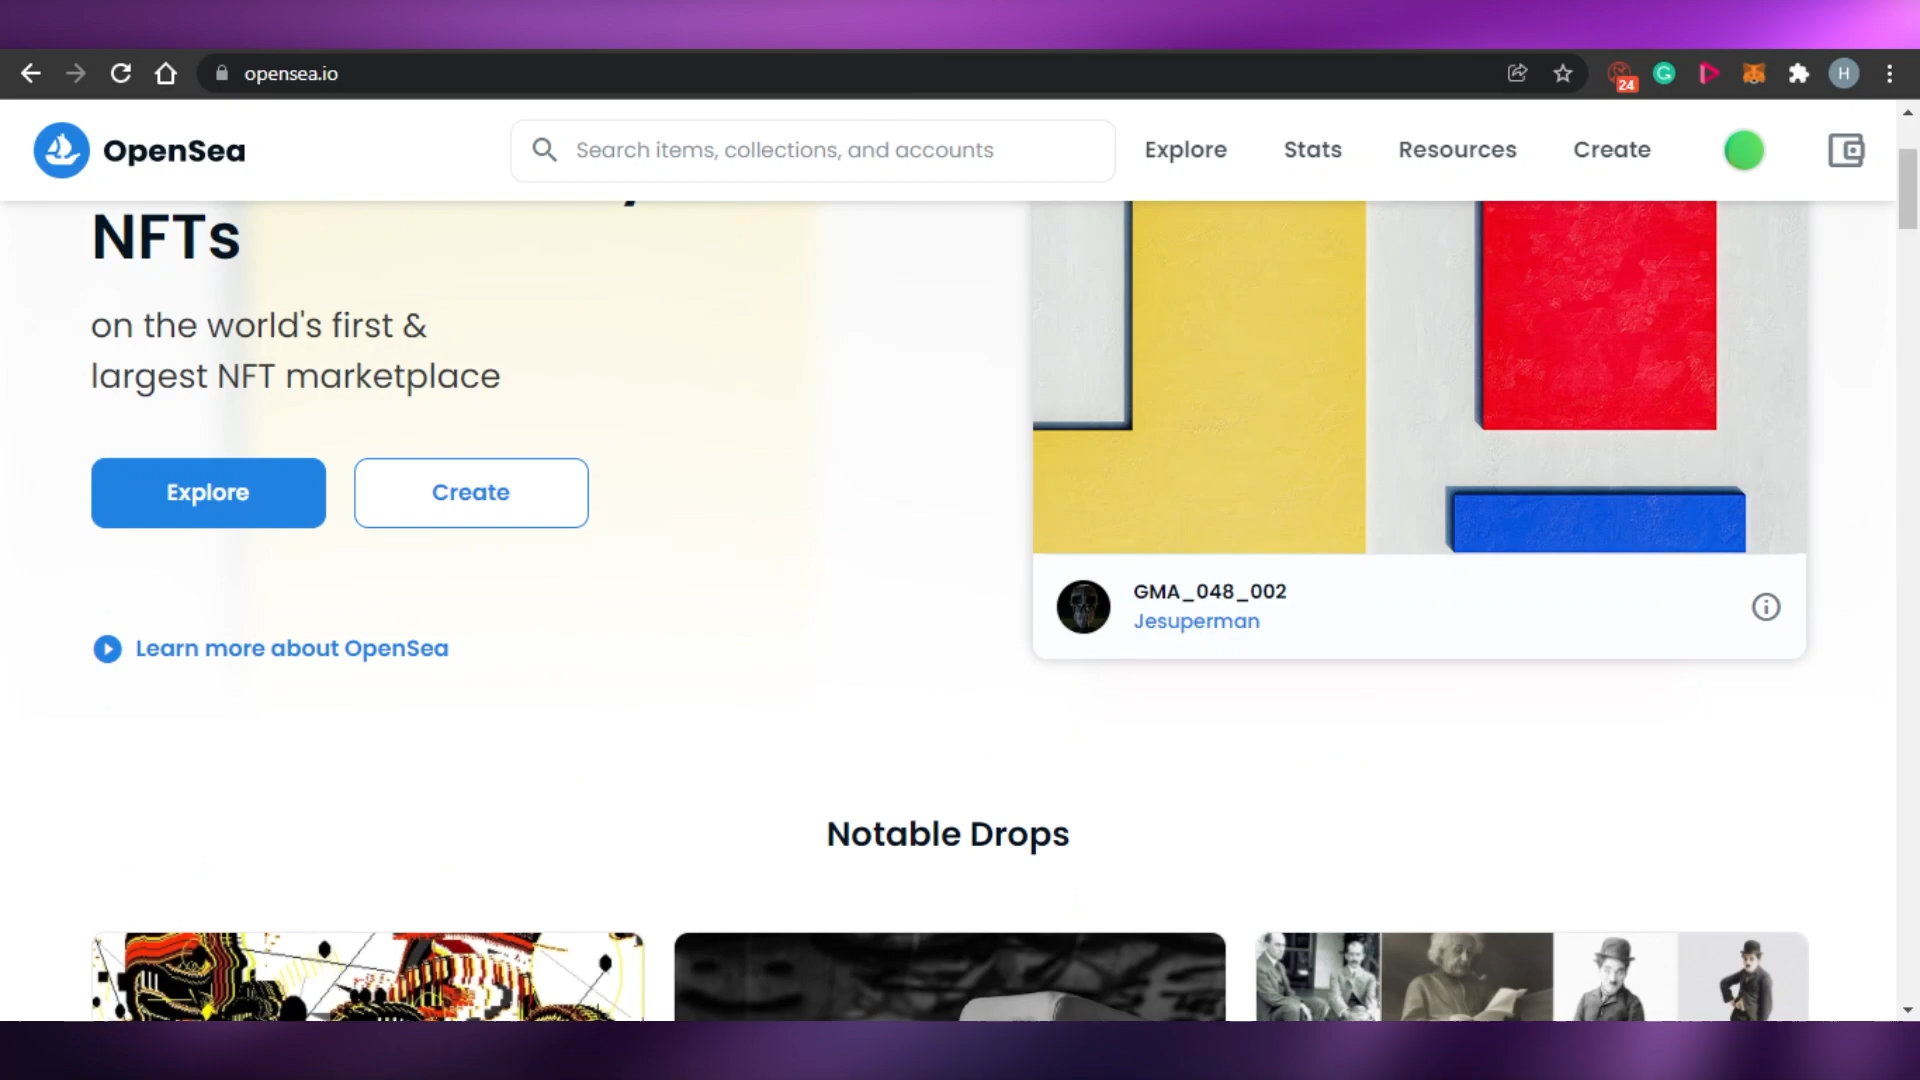 opensea.io
24
G
H
OpenSea
Search items, collections, and accounts
Explore
Stats
Resources
Create
NFTs
on the world's first &
largest NFT marketplace
Explore
Create
GMA_048_002
Jesuperman
Learn more about OpenSea
Notable Drops